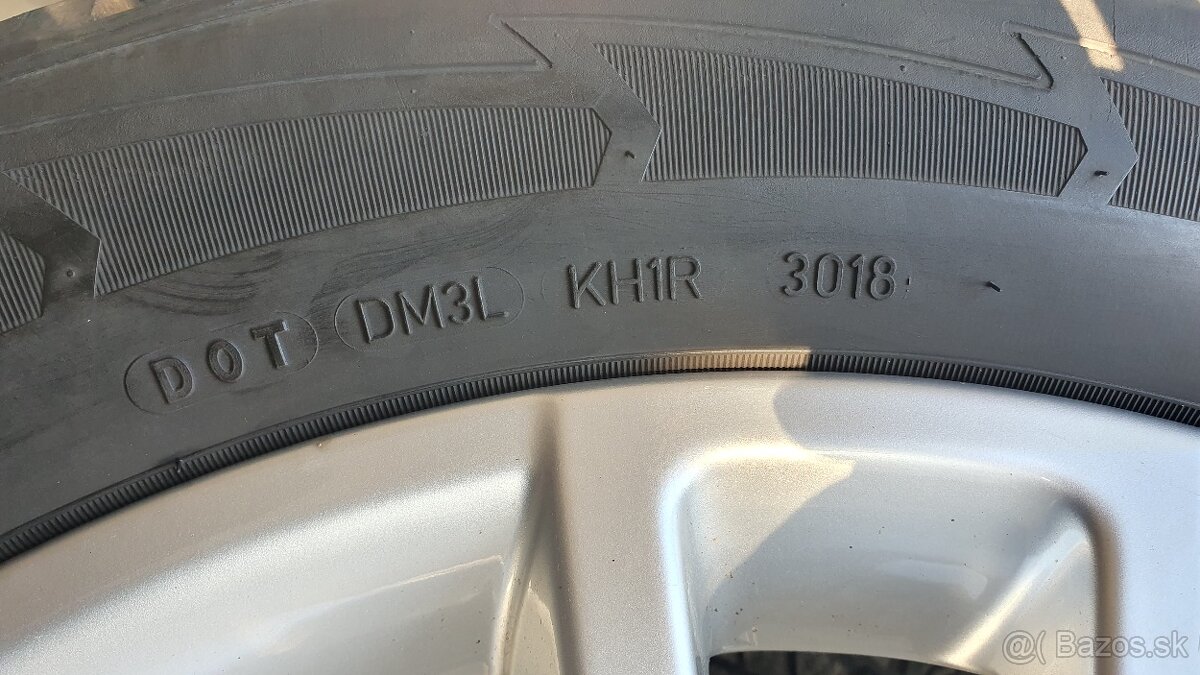 DOT DM3L KH1R 3018
@( Bazos.sk